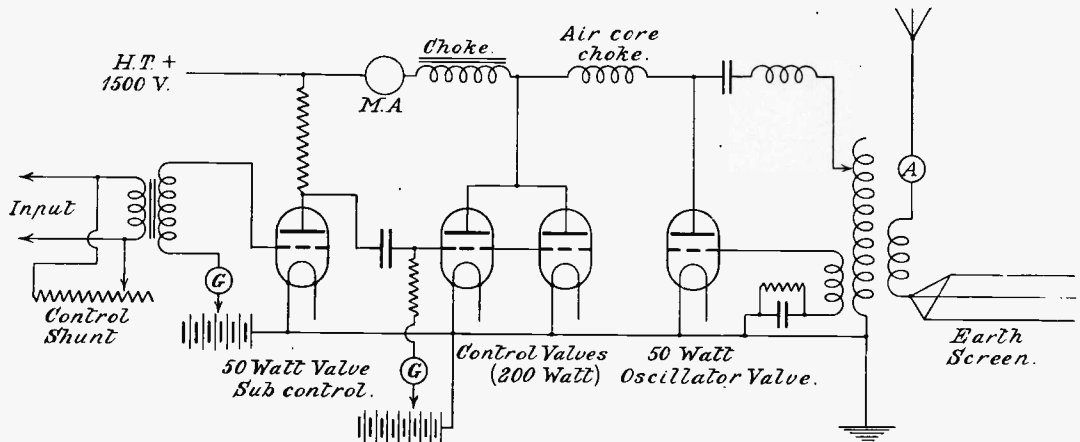 H.T. +
1500 V.
M.A
Choke.
Air core
choke.
A
Input
G
Control
Shunt
50 Watt Valve
Sub control.
G
Control Valves
(200 Watt)
50 Watt
Oscillator Valve.
Earth
Screen.